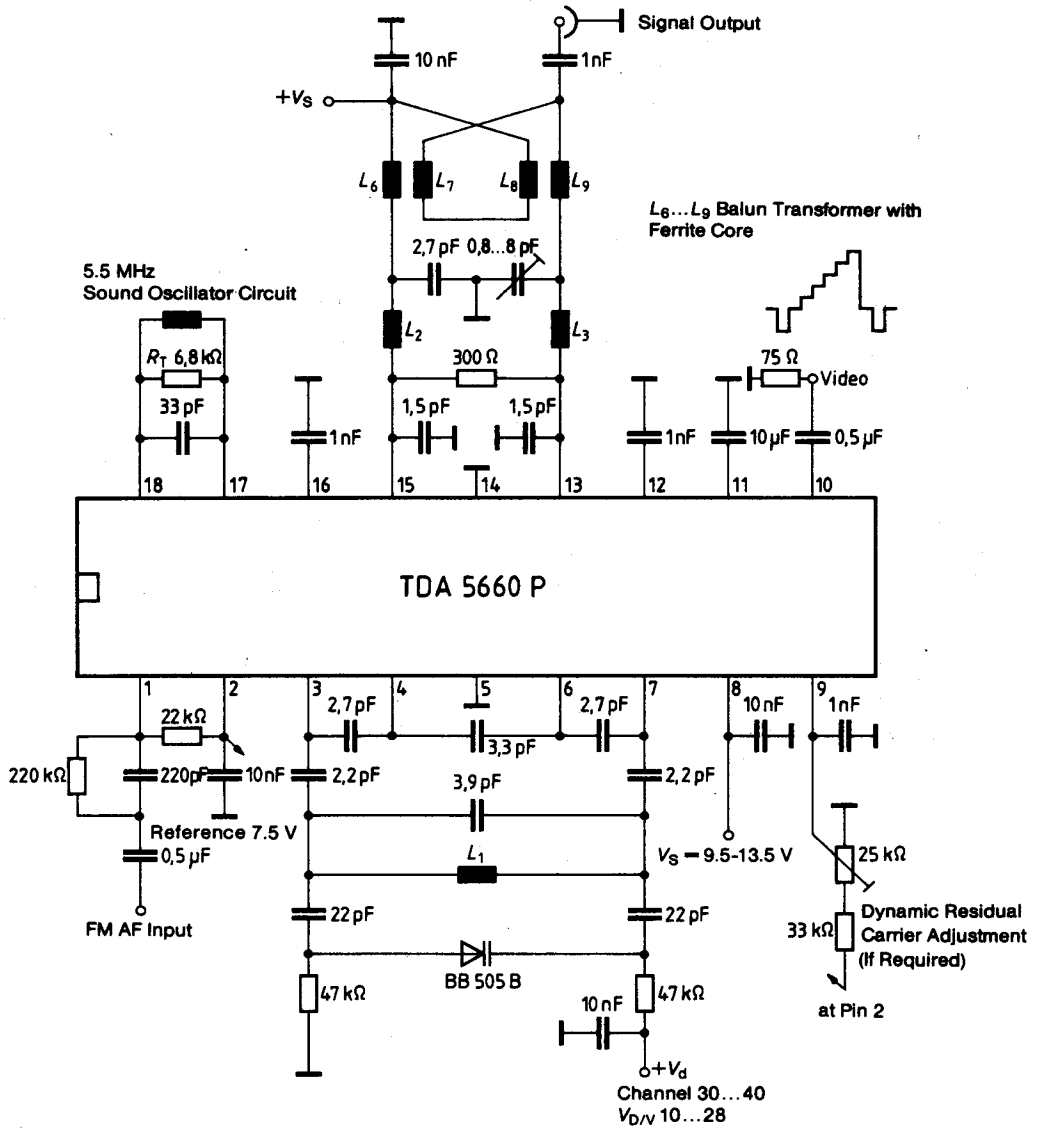 Signal Output
10 nF
1nF
+VS
L6
L7
L8
L9
L6...L9 Balun Transformer with
Ferrite Core
2,7 pF
0,8...8 pF
5.5 MHz
Sound Oscillator Circuit
L2
L3
RT 6,8 kΩ
300 Ω
75 Ω
Video
33 pF
1,5 pF
1,5 pF
1nF
1nF
10 µF
0,5 µF
18
17
16
15
14
13
12
11
10
TDA 5660 P
1
2
3
4
5
6
7
8
9
22 kΩ
2,7 pF
3,3 pF
2,7 pF
10 nF
1nF
220 kΩ
220pF
10nF
2,2 pF
3,9 pF
2,2 pF
Reference 7.5 V
0,5 µF
L1
VS = 9.5-13.5 V
25 kΩ
22 pF
22 pF
FM AF Input
33 kΩ
Dynamic Residual
Carrier Adjustment
(If Required)
BB 505 B
47 kΩ
10 nF
47 kΩ
at Pin 2
+Vd
Channel 30...40
VD/V 10...28